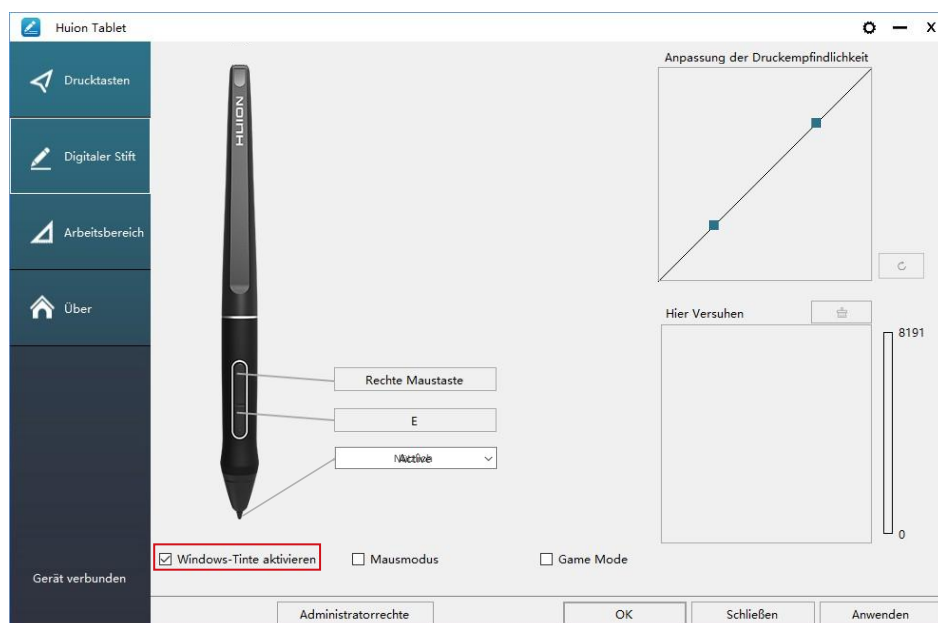 Huion Tablet
Drucktasten
Digitaler Stift
Arbeitsbereich
Über
Gerät verbunden
HUION
Rechte Maustaste
E
Anpassung der Druckempfindlichkeit
Hier Versuhen
8191
0
Windows-Tinte aktivieren
Mausmodus
Game Mode
Administratorrechte
OK
Schließen
Anwenden